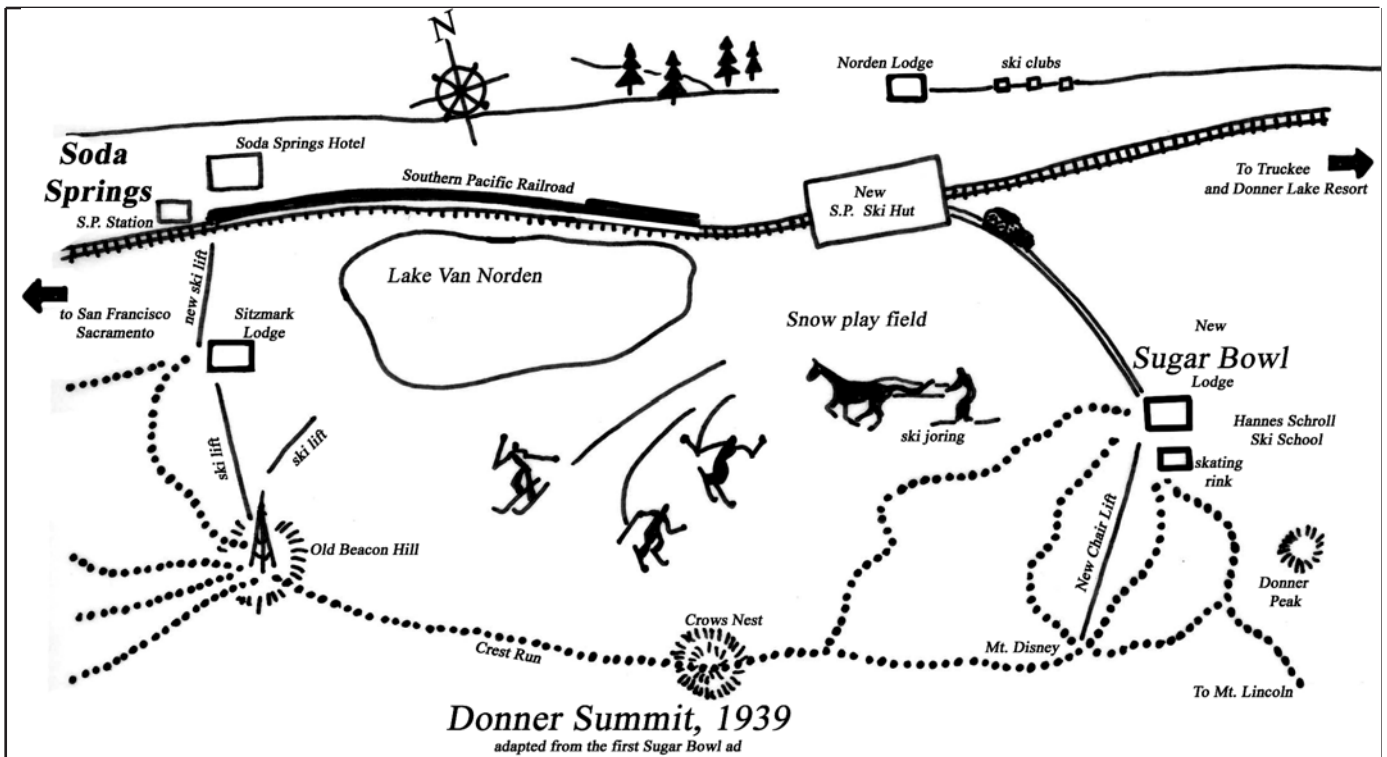 N
Norden Lodge
ski clubs
Soda
Springs
Soda Springs Hotel
S.P. Station
Southern Pacific Railroad
New
S.P. Ski Hut
To Truckee
and Donner Lake Resort
new ski lift
Lake Van Norden
to San Francisco
Sacramento
Sitzmark
Lodge
Snow play field
New
Sugar Bowl
Lodge
Hannes Schroll
Ski School
skating
rink
ski joring
ski lift
ski lift
Old Beacon Hill
New Chair Lift
Donner
Peak
Crows Nest
Crest Run
Mt. Disney
To Mt. Lincoln
Donner Summit, 1939
adapted from the first Sugar Bowl ad